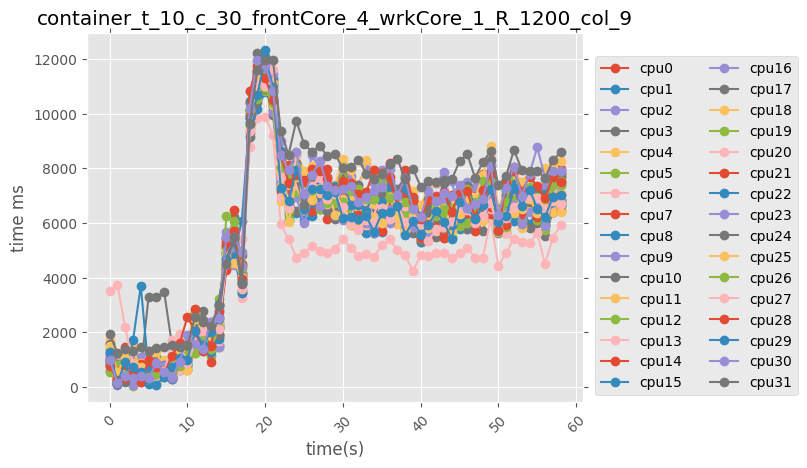 container_t_10_c_30_frontCore_4_wrkCore_1_R_1200_col_9
time ms
12000
10000
8000
6000
4000
2000
0
0
10
20
30
40
50
60
time(s)
cpu0
cpu1
cpu2
cpu3
cpu4
cpu5
cpu6
cpu7
cpu8
cpu9
cpu10
cpu11
cpu12
cpu13
cpu14
cpu15
cpu16
cpu17
cpu18
cpu19
cpu20
cpu21
cpu22
cpu23
cpu24
cpu25
cpu26
cpu27
cpu28
cpu29
cpu30
cpu31